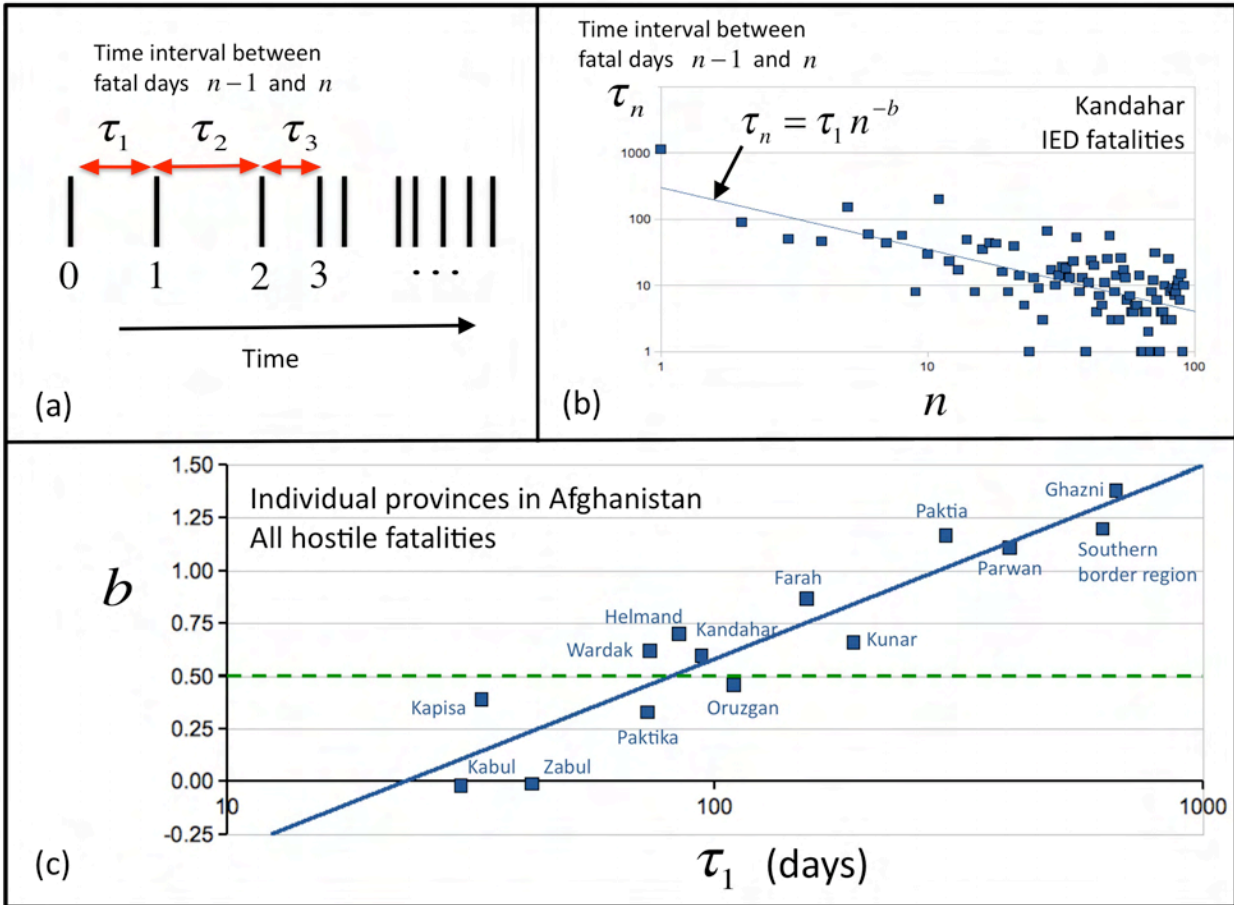 Time interval between
fatal days n − 1 and n
τ₁ τ₂ τ₃
0 1 2 3 ...
Time
(a)
Time interval between
fatal days n − 1 and n
τₙ
τₙ = τ₁ n⁻ᵇ
Kandahar
IED fatalities
1000
100
10
1
1 10 100
n
(b)
1.50
1.25
1.00
0.75
0.50
0.25
0.00
-0.25
b
Individual provinces in Afghanistan
All hostile fatalities
Ghazni
Paktia
Parwan
Southern
border region
Farah
Helmand
Kandahar
Wardak
Kunar
Kapisa
Oruzgan
Paktika
Kabul
Zabul
10 100 1000
τ₁ (days)
(c)